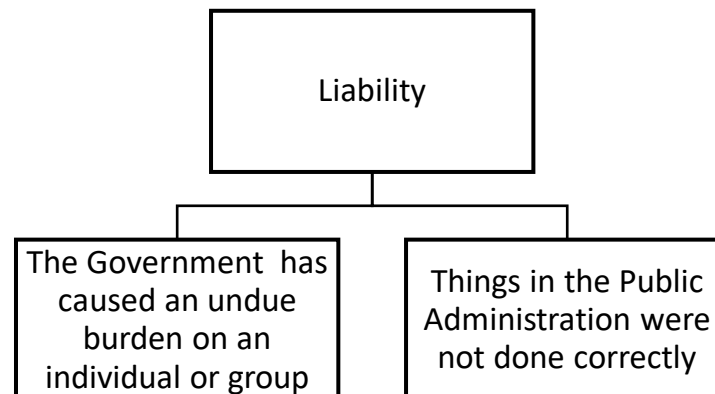 Liability
The Government  has
caused an undue
burden on an
individual or group
Things in the Public
Administration were
not done correctly